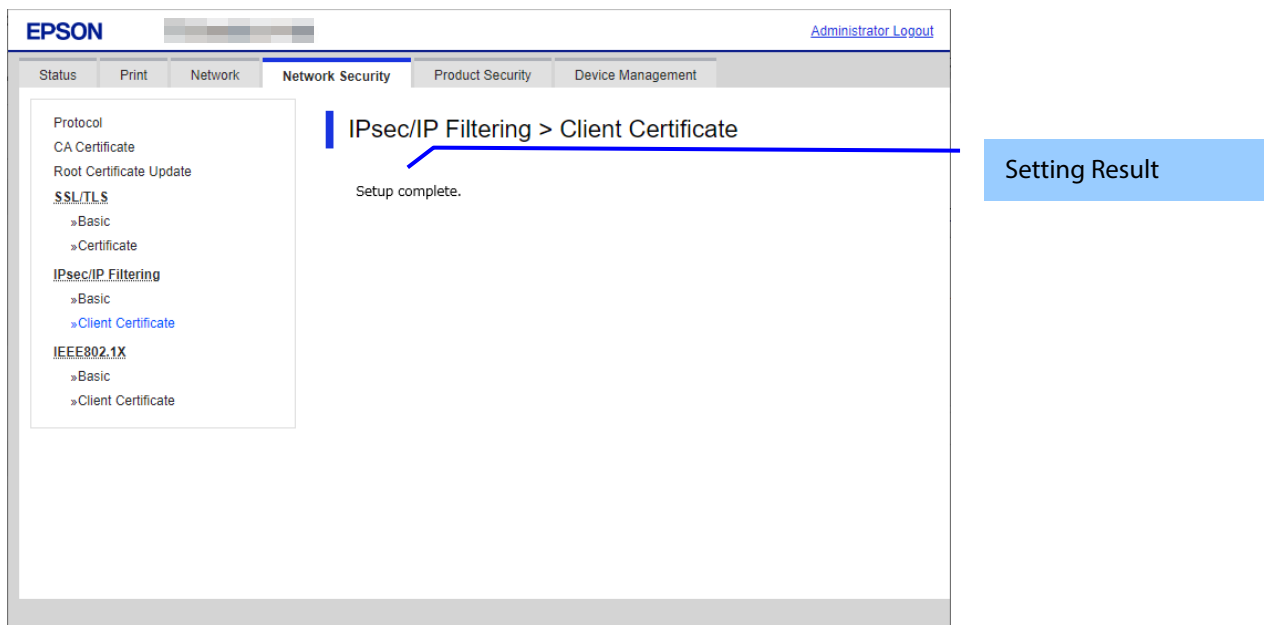 EPSON
Administrator Logout
Status Print Network Network Security Product Security Device Management
Protocol
CA Certificate
Root Certificate Update
SSL/TLS
»Basic
»Certificate
IPsec/IP Filtering
»Basic
»Client Certificate
IEEE802.1X
»Basic
»Client Certificate
IPsec/IP Filtering > Client Certificate
Setup complete.
Setting Result